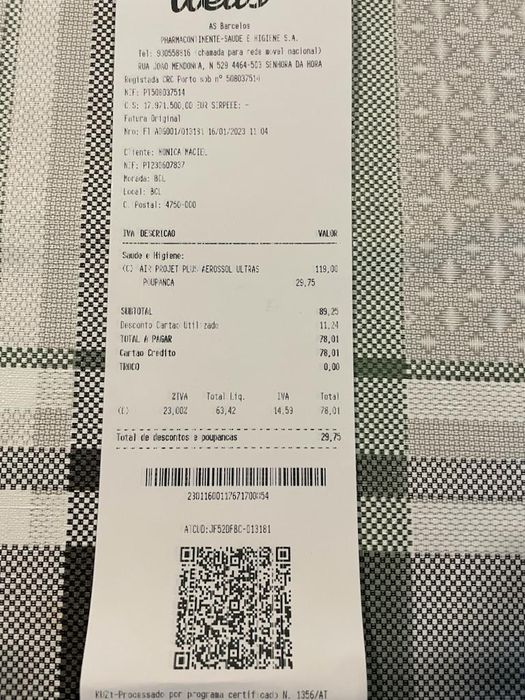 Wells
AS Barcelos
PHARMACONTINENTE-SAUDE E HIGIENE S.A.
Tel: 930558816 (chamada para rede movel nacional)
RUA JOAO MENDONCA, N 529 4464-503 SENHORA DA HORA
Registada CRC Porto sob nº 508037514
NIF: PT508037514
C.S: 17.971.500,00 EUR SIRPEEE: -
Fatura Original
Nro: FT A0G001/013131 16/01/2023 11:04
Cliente: MONICA MACIEL
NIF: PT230607837
Morada: BCL
Local: BCL
C. Postal: 4750-000
IVA DESCRICAO VALOR
Saude e Higiene:
(C) AIR PROJET PLUS AEROSSOL ULTRAS 119,00
POUPANCA 29,75
SUBTOTAL 89,25
Desconto Cartao Utilizado 11,24
TOTAL A PAGAR 78,01
Cartao Credito 78,01
TROCO 0,00
%IVA Total Liq. IVA Total
(C) 23,00% 63,42 14,59 78,01
Total de descontos e poupancas 29,75
ATCUD:JF52DFBC-013181
-Processado por programa certificado N. 1356/AT